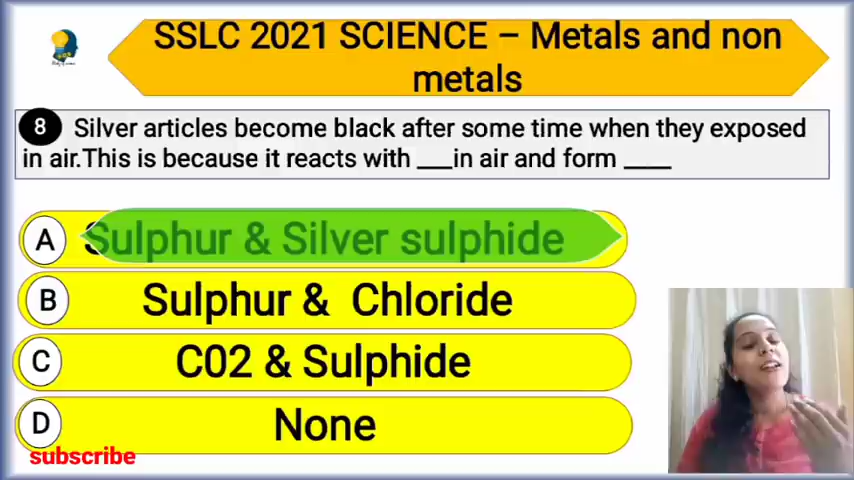 SSLC 2021 SCIENCE – Metals and non
metals
8 Silver articles become black after some time when they exposed
in air.This is because it reacts with ___in air and form ____
A Sulphur & Silver sulphide
B Sulphur & Chloride
C C02 & Sulphide
D None
subscribe